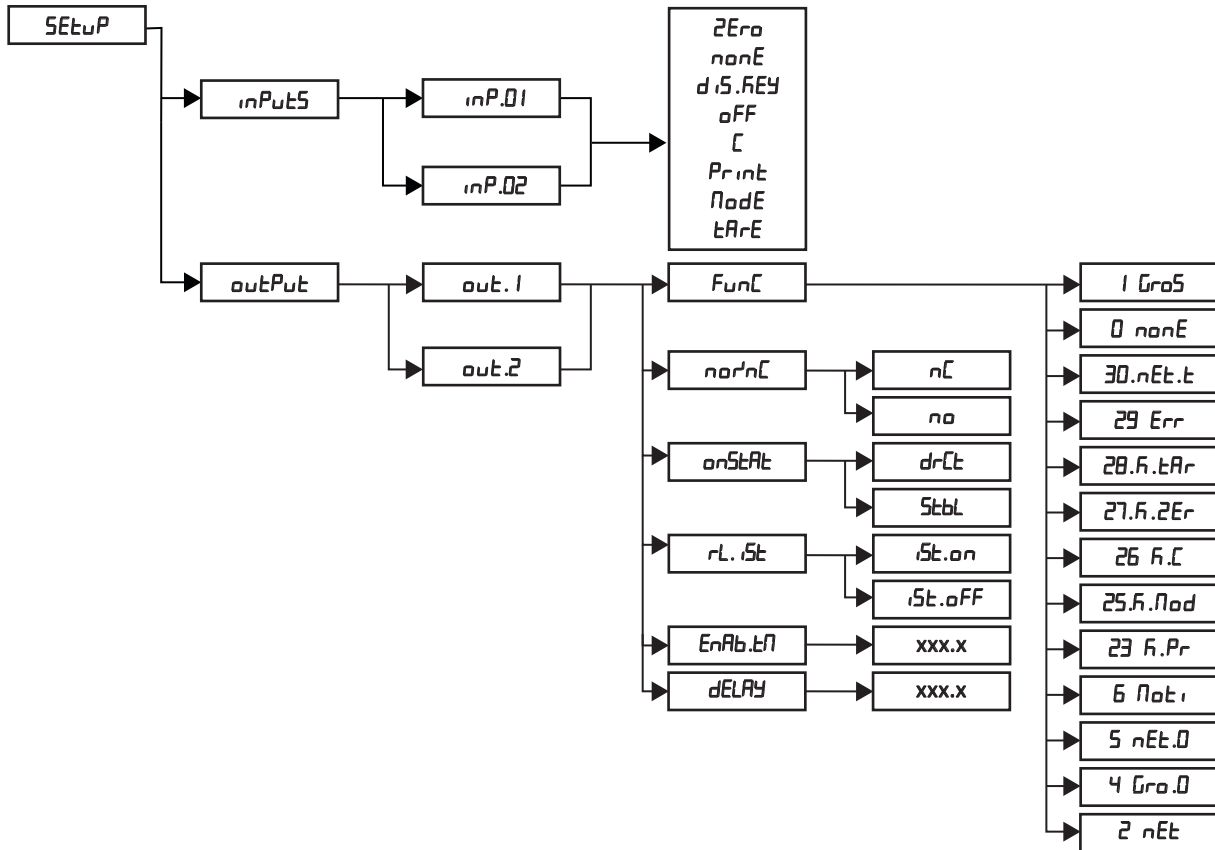 SEtuP
inPutS
inP.01
inP.02
ZEro
nonE
diS.KEY
oFF
C
Print
ModE
tArE
outPut
out.1
out.2
FunC
no/nC
nC
no
onStAt
drCt
StbL
rL.iSt
iSt.on
iSt.oFF
EnAb.tM
xxx.x
dELAY
xxx.x
1 GroS
0 nonE
30.nEt.t
29 Err
28.K.tAr
27.K.ZEr
26 K.C
25.K.Mod
23 K.Pr
6 Moti
5 nEt.0
4 Gro.0
2 nEt